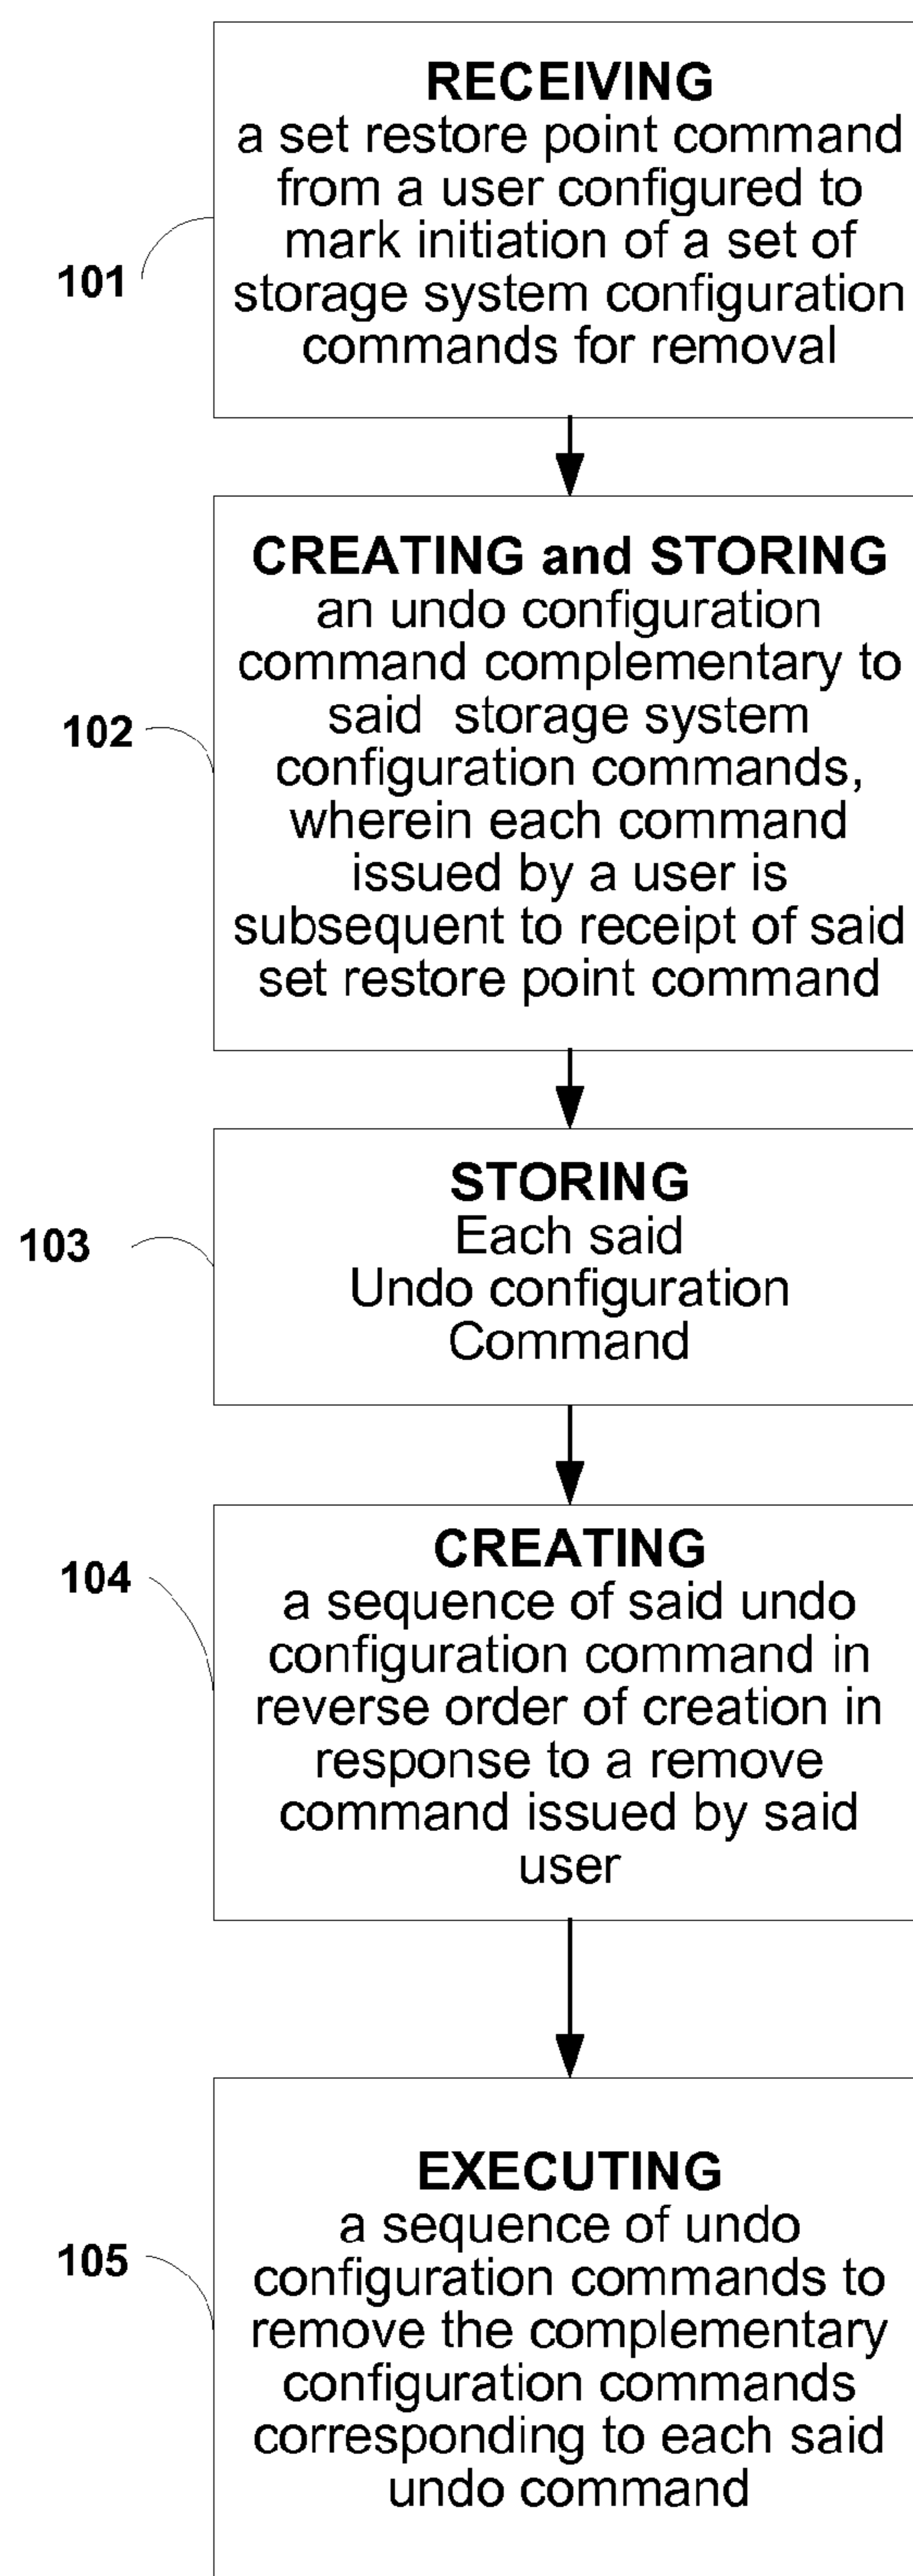 RECEIVING
a set restore point command
from a user configured to
mark initiation of a set of
storage system configuration
commands for removal
101
CREATING and STORING
an undo configuration
command complementary to
said storage system
configuration commands,
wherein each command
issued by a user is
subsequent to receipt of said
set restore point command
102
STORING
Each said
Undo configuration
Command
103
CREATING
a sequence of said undo
configuration command in
reverse order of creation in
response to a remove
command issued by said
user
104
EXECUTING
a sequence of undo
configuration commands to
remove the complementary
configuration commands
corresponding to each said
undo command
105